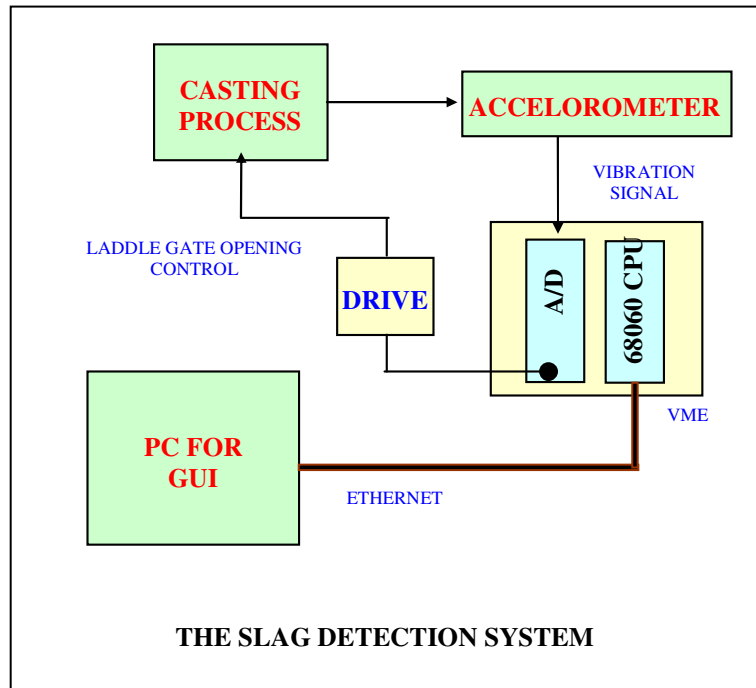 CASTING
PROCESS
ACCELOROMETER
VIBRATION
SIGNAL
LADDLE GATE OPENING
CONTROL
DRIVE
A/D
68060 CPU
VME
PC FOR
GUI
ETHERNET
THE SLAG DETECTION SYSTEM